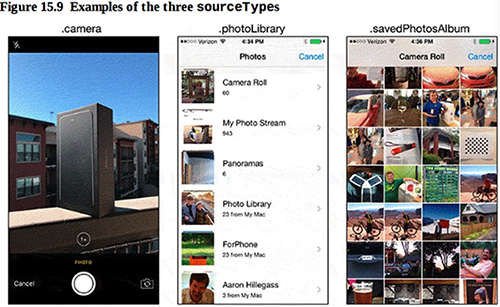 Figure 15.9 Examples of the three sourceTypes
.camera
.photoLibrary
.savedPhotosAlbum
1x
PHOTO
Cancel
Verizon
4:34 PM
Photos
Cancel
Camera Roll
60
My Photo Stream
943
Panoramas
6
Photo Library
23 from My Mac
ForPhone
23 from My Mac
Aaron Hillegass
3 from My Mac
Verizon
4:36 PM
Camera Roll
Cancel